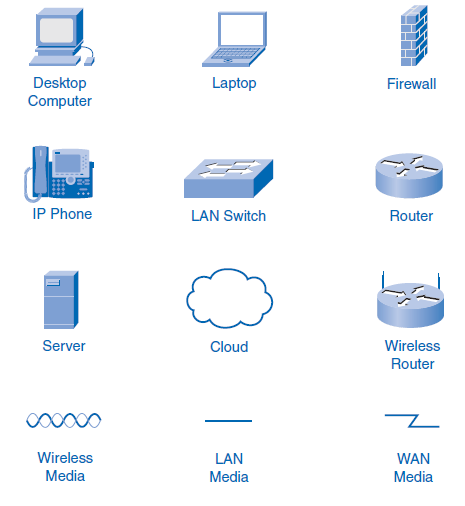 Desktop
Computer
Laptop
Firewall
IP Phone
LAN Switch
Router
Server
Cloud
Wireless
Router
Wireless
Media
LAN
Media
WAN
Media